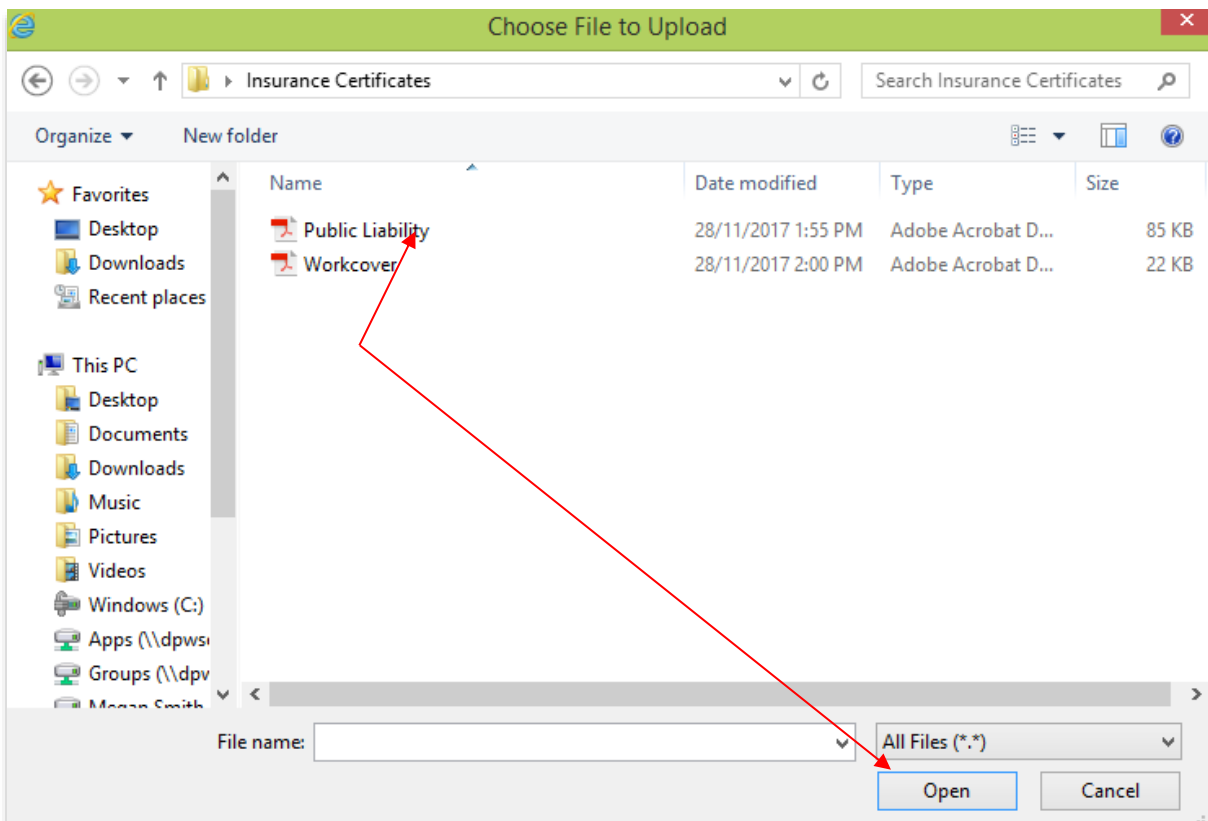 Choose File to Upload
Insurance Certificates
Search Insurance Certificates
Organize
New folder
Name
Date modified
Type
Size
Favorites
Desktop
Downloads
Recent places
This PC
Desktop
Documents
Downloads
Music
Pictures
Videos
Windows (C:)
Apps (\\dpws
Groups (\\dpv
Megan Smith
Public Liability 28/11/2017 1:55 PM Adobe Acrobat D... 85 KB
Workcover 28/11/2017 2:00 PM Adobe Acrobat D... 22 KB
File name:
All Files (*.*)
Open
Cancel